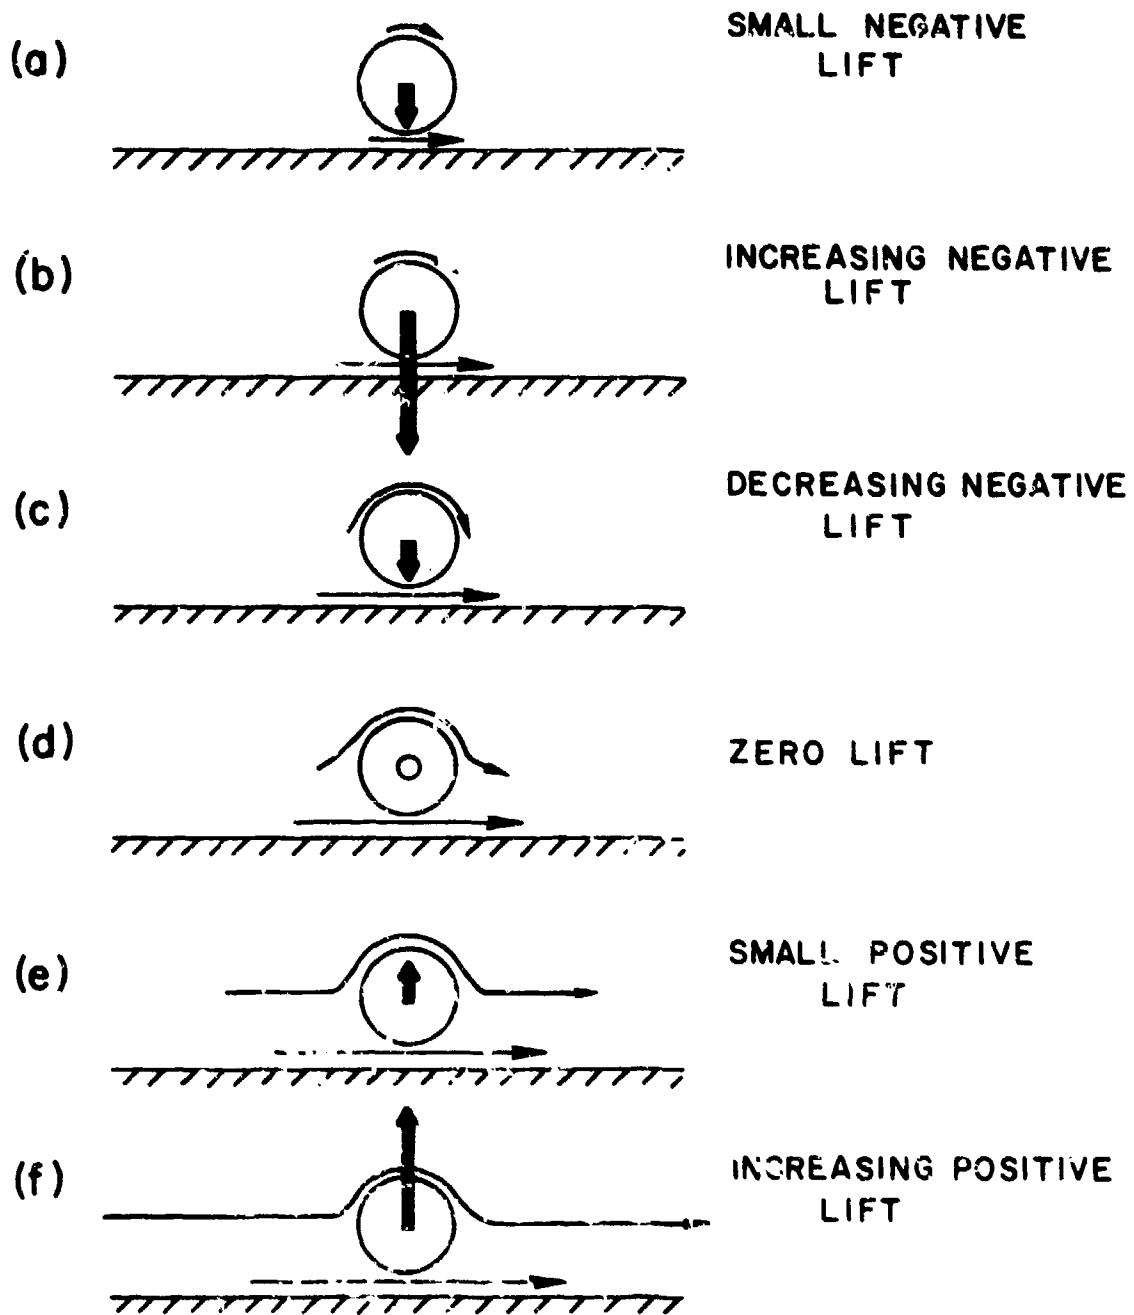 (a)
SMALL NEGATIVE
LIFT
(b)
INCREASING NEGATIVE
LIFT
(c)
DECREASING NEGATIVE
LIFT
(d)
ZERO LIFT
(e)
SMALL POSITIVE
LIFT
(f)
INCREASING POSITIVE
LIFT